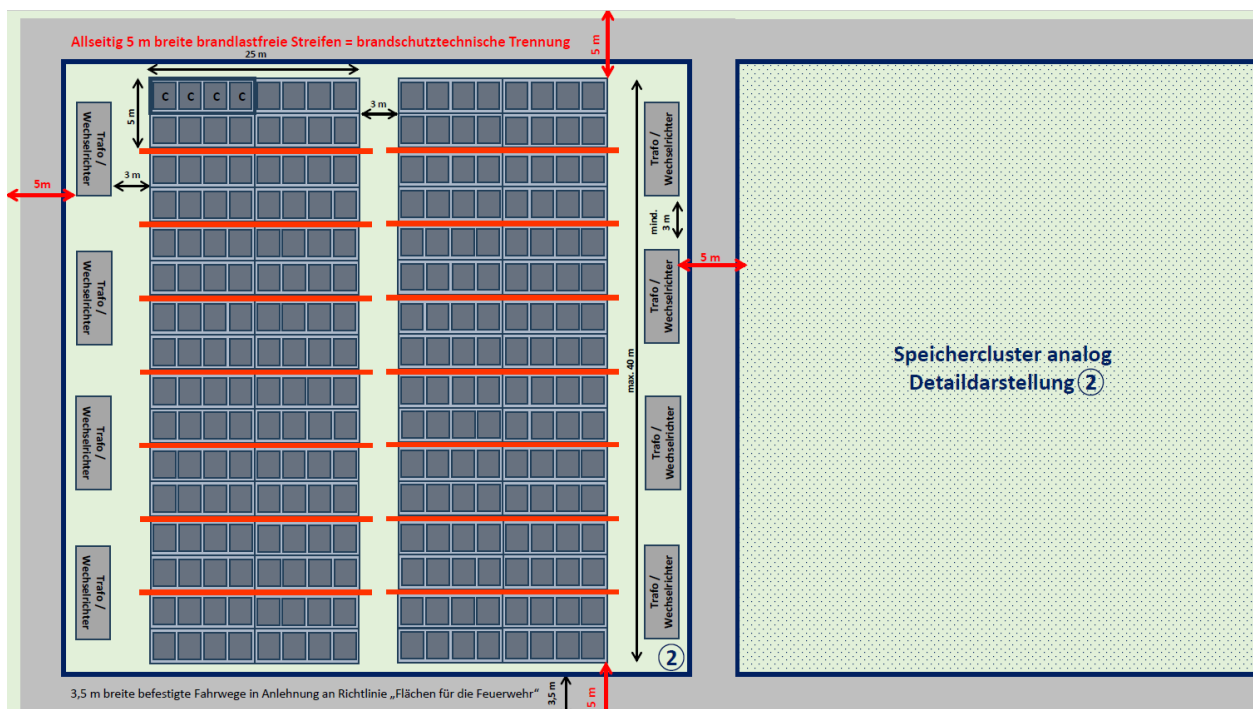 Allseitig 5 m breite brandlastfreie Streifen = brandschutztechnische Trennung
5 m
25 m
C C C C
5 m
3 m
3 m
5m
Trafo /
Wechselrichter
Trafo /
Wechselrichter
Trafo /
Wechselrichter
Trafo /
Wechselrichter
Trafo /
Wechselrichter
mind.
3 m
Trafo /
Wechselrichter
Trafo /
Wechselrichter
Trafo /
Wechselrichter
max. 40 m
5 m
Speichercluster analog
Detaildarstellung 2
2
3,5 m breite befestigte Fahrwege in Anlehnung an Richtlinie „Flächen für die Feuerwehr“
3,5 m
5 m